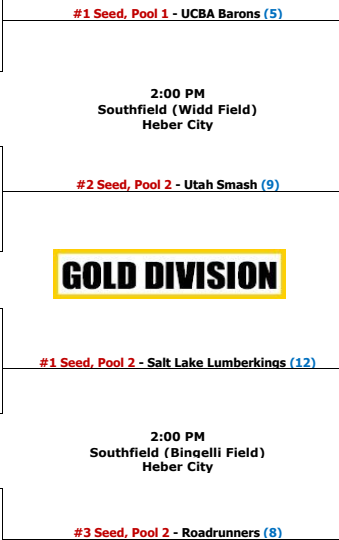 #1 Seed, Pool 1 - UCBA Barons (5)
2:00 PM
Southfield (Widd Field)
Heber City
#2 Seed, Pool 2 - Utah Smash (9)
GOLD DIVISION
#1 Seed, Pool 2 - Salt Lake Lumberkings (12)
2:00 PM
Southfield (Bingelli Field)
Heber City
#3 Seed, Pool 2 - Roadrunners (8)